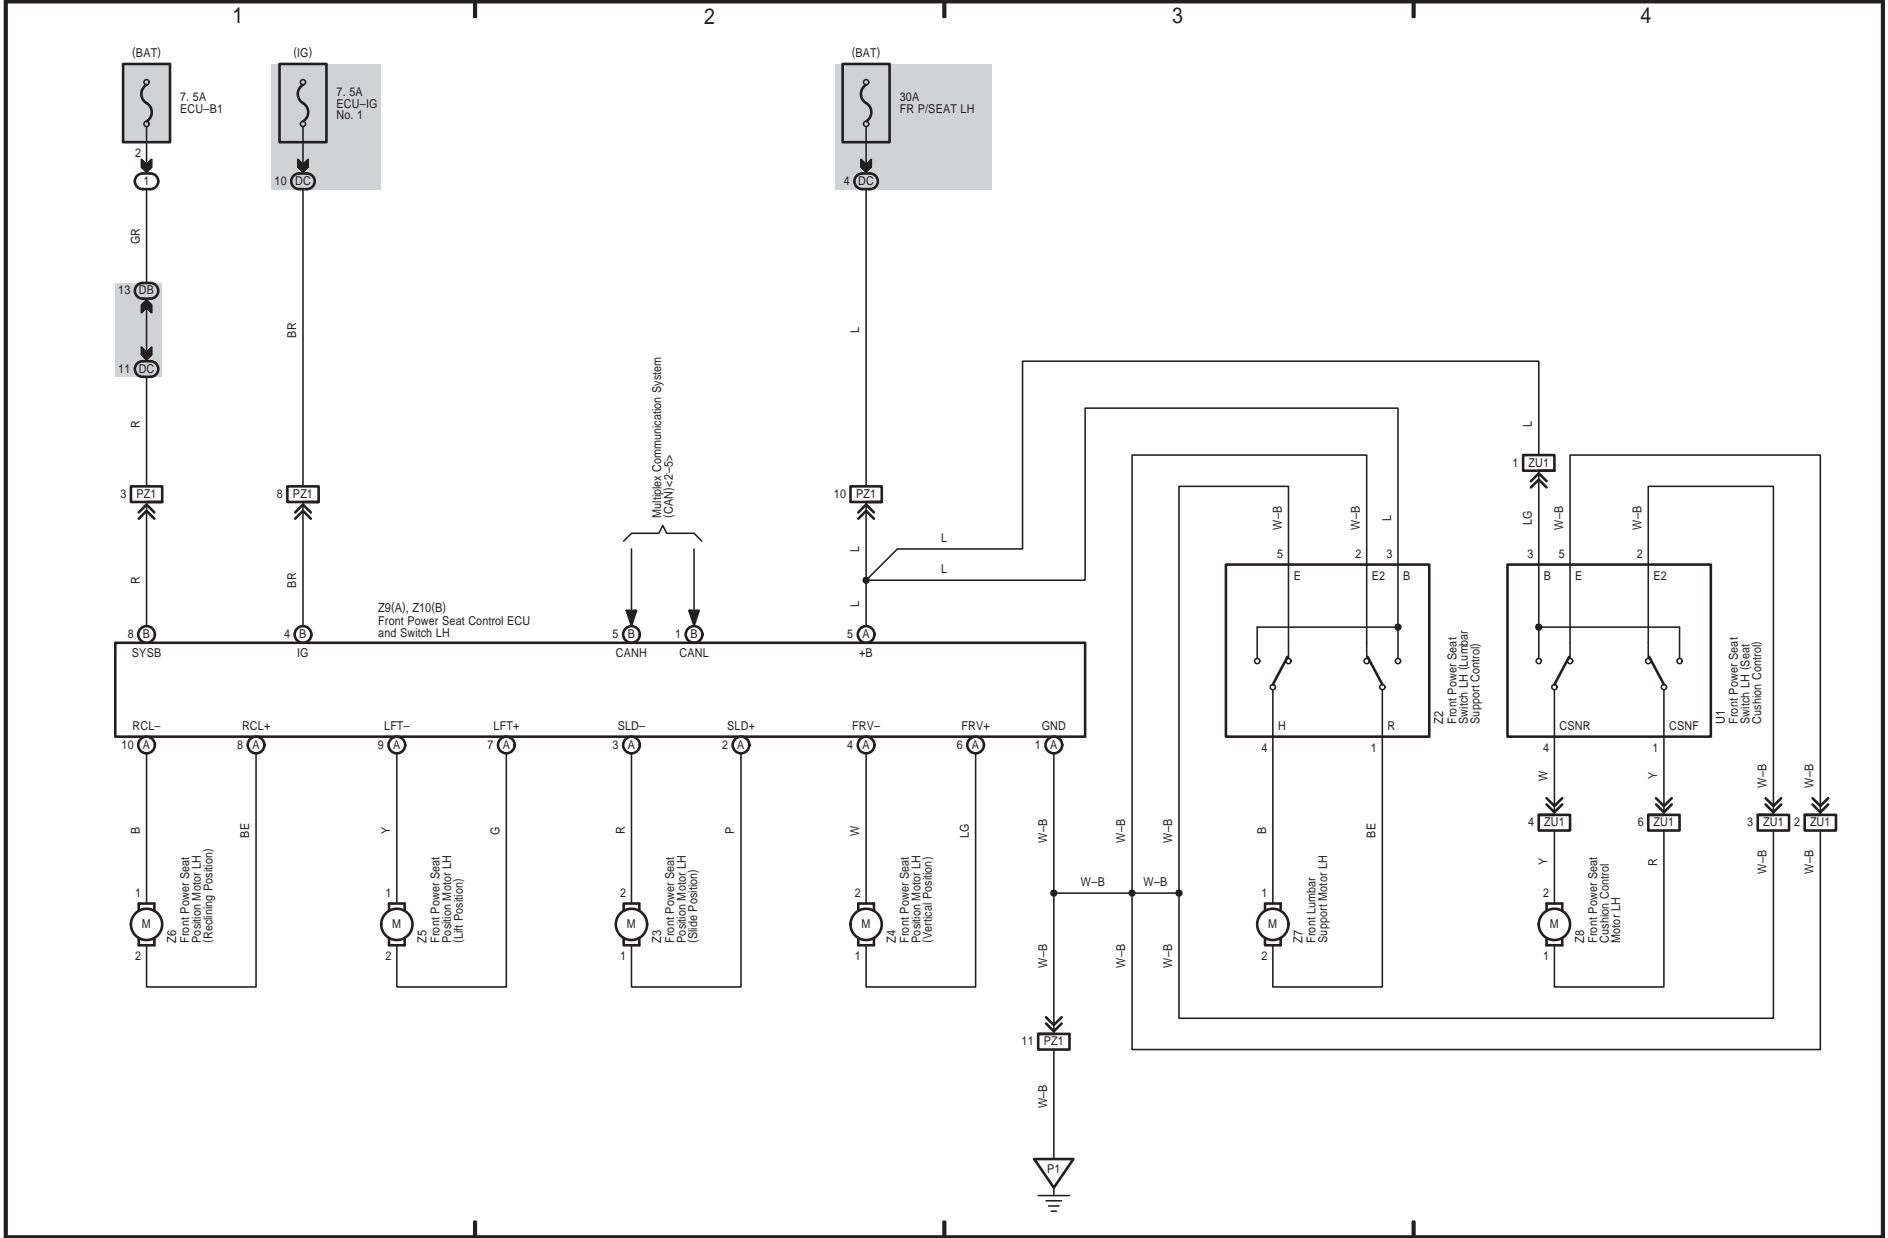 1
2
3
4
(BAT)
(IG)
(BAT)
7. 5A
ECU–B1
7. 5A
ECU–IG
No. 1
30A
FR P/SEAT LH
2
1
10
DC
4
DC
GR
13
DB
11
DC
BR
L
R
Multiplex Communication System
(CAN)<2–5>
3
PZ1
8
PZ1
10
PZ1
L
1
ZU1
R
BR
L
L
L
L
W–B
W–B
L
LG
W–B
W–B
Z9(A), Z10(B)
Front Power Seat Control ECU
and Switch LH
8
B
4
B
5
B
1
B
5
A
SYSB
IG
CANH
CANL
+B
5
2
3
E
E2
B
3
5
2
B
E
E2
Z2
Front Power Seat
Switch LH (Lumbar
Support Control)
U1
Front Power Seat
Switch LH (Seat
Cushion Control)
RCL–
RCL+
LFT–
LFT+
SLD–
SLD+
FRV–
FRV+
GND
H
R
CSNR
CSNF
10
A
8
A
9
A
7
A
3
A
2
A
4
A
6
A
1
A
4
1
4
1
W
Y
W–B
W–B
4
ZU1
6
ZU1
3
ZU1
2
ZU1
B
BE
Y
G
R
P
W
LG
W–B
W–B
W–B
B
BE
Y
R
W–B
W–B
W–B
W–B
1
M
2
Z6
Front Power Seat
Position Motor LH
(Reclining Position)
1
M
2
Z5
Front Power Seat
Position Motor LH
(Lift Position)
2
M
1
Z3
Front Power Seat
Position Motor LH
(Slide Position)
2
M
1
Z4
Front Power Seat
Position Motor LH
(Vertical Position)
1
M
2
Z7
Front Lumbar
Support Motor LH
2
M
1
Z8
Front Power Seat
Cushion Control
Motor LH
W–B
W–B
W–B
11
PZ1
W–B
P1